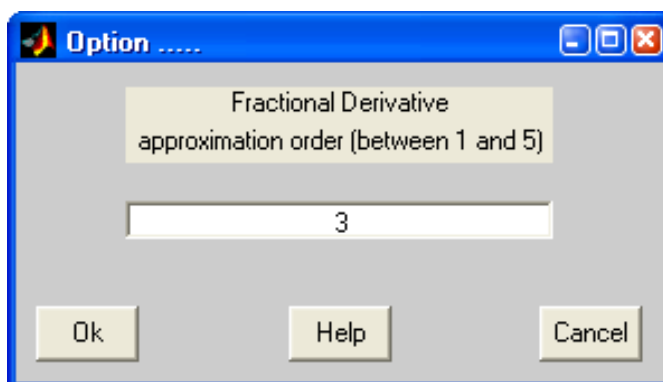 Option .....
Fractional Derivative
approximation order (between 1 and 5)
3
Ok Help Cancel